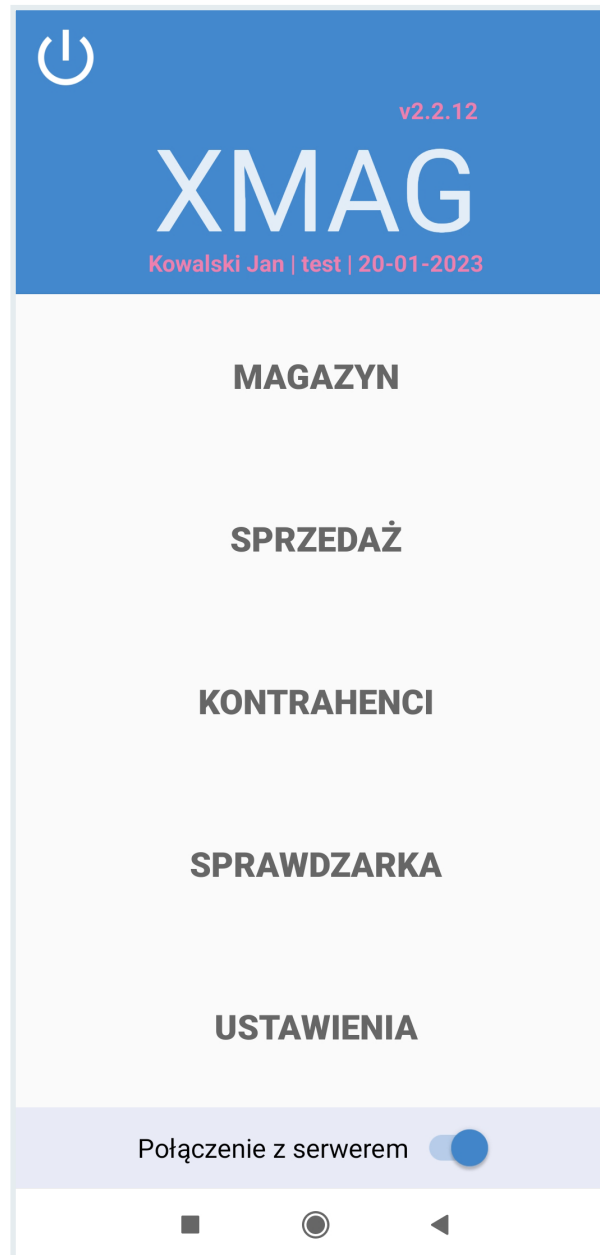 v2.2.12
XMAG
Kowalski Jan | test | 20-01-2023
MAGAZYN
SPRZEDAŻ
KONTRAHENCI
SPRAWDZARKA
USTAWIENIA
Połączenie z serwerem